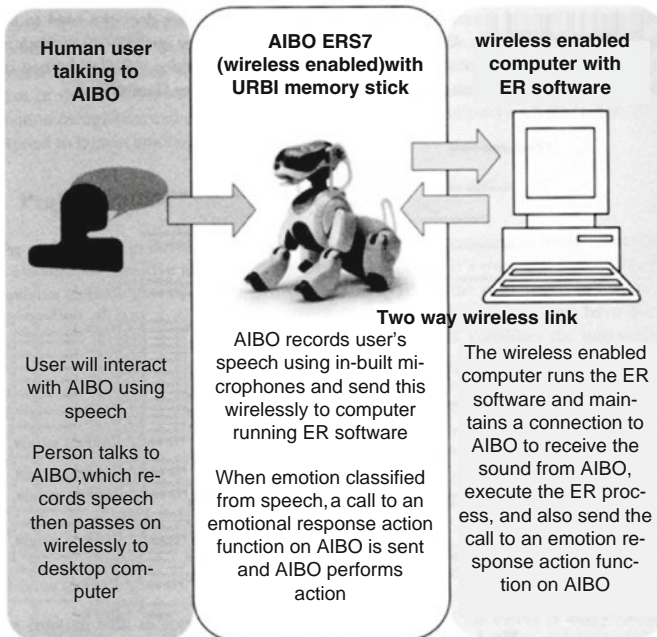 Human user
talking to
AIBO
AIBO ERS7
(wireless enabled)with
URBI memory stick
wireless enabled
computer with
ER software
Two way wireless link
User will interact
with AIBO using
speech
Person talks to
AIBO,which re-
cords speech
then passes on
wirelessly to
desktop com-
puter
AIBO records user's
speech using in-built mi-
crophones and send this
wirelessly to computer
running ER software
When emotion classified
from speech, a call to an
emotional response action
function on AIBO is sent
and AIBO performs
action
The wireless enabled
computer runs the ER
software and main-
tains a connection to
AIBO to receive the
sound from AIBO,
execute the ER proc-
ess, and also send the
call to an emotion re-
sponse action func-
tion on AIBO